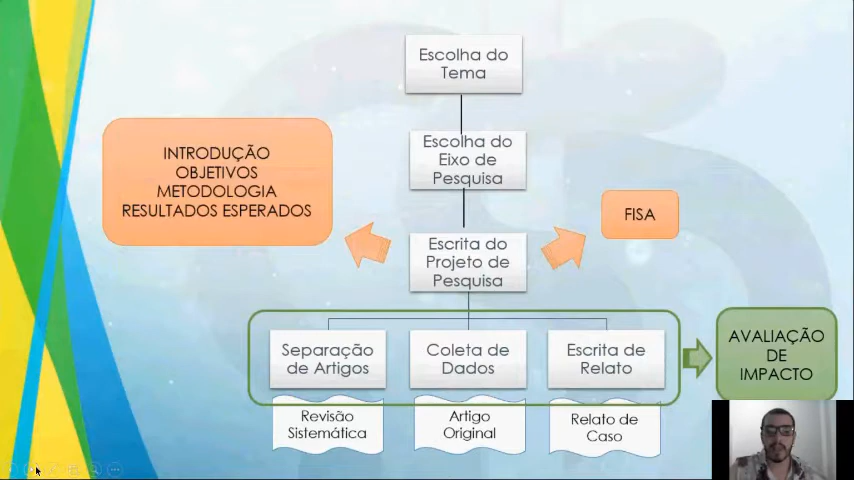 Escolha do
Tema
Escolha do
Eixo de
Pesquisa
INTRODUÇÃO
OBJETIVOS
METODOLOGIA
RESULTADOS ESPERADOS
FISA
Escrita do
Projeto de
Pesquisa
Separação
de Artigos
Coleta de
Dados
Escrita de
Relato
AVALIAÇÃO
DE
IMPACTO
Revisão
Sistemática
Artigo
Original
Relato de
Caso